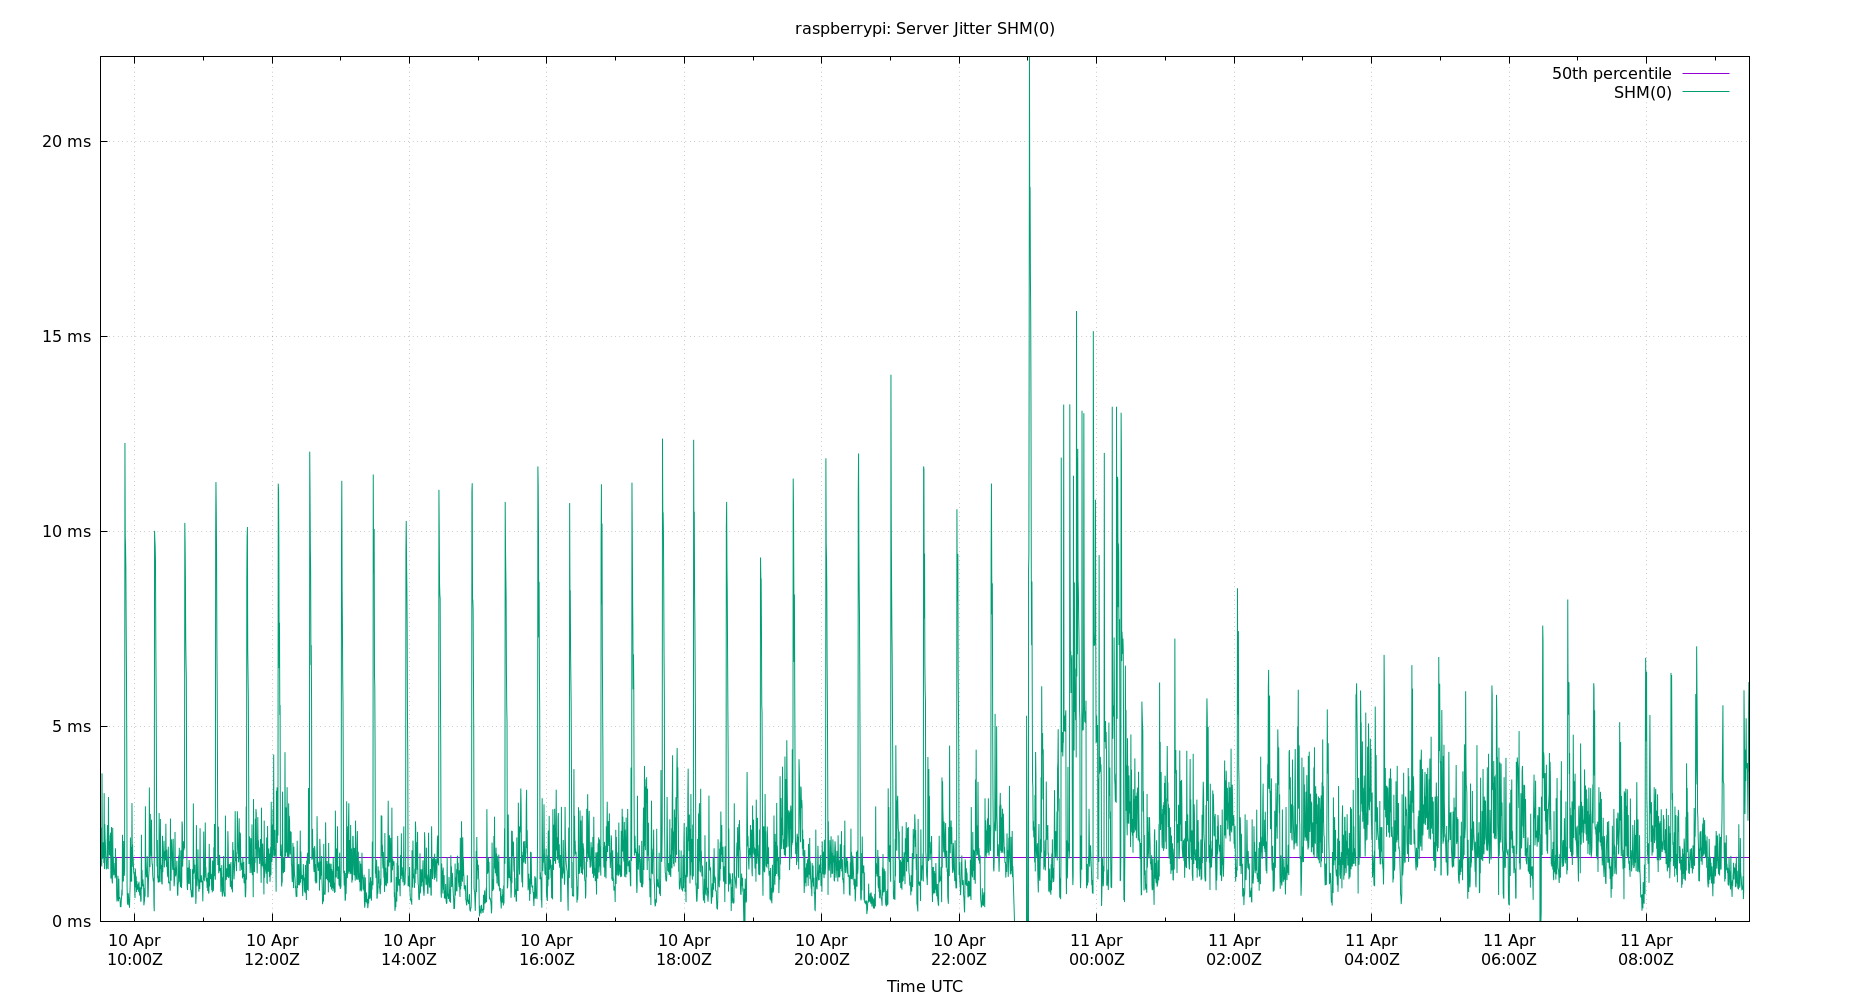 raspberrypi: Server Jitter SHM(0)
50th percentile
SHM(0)
20 ms
15 ms
10 ms
5 ms
0 ms
10 Apr 10 Apr 10 Apr 10 Apr 10 Apr 10 Apr 10 Apr 11 Apr 11 Apr 11 Apr 11 Apr 11 Apr
10:00Z 12:00Z 14:00Z 16:00Z 18:00Z 20:00Z 22:00Z 00:00Z 02:00Z 04:00Z 06:00Z 08:00Z
Time UTC